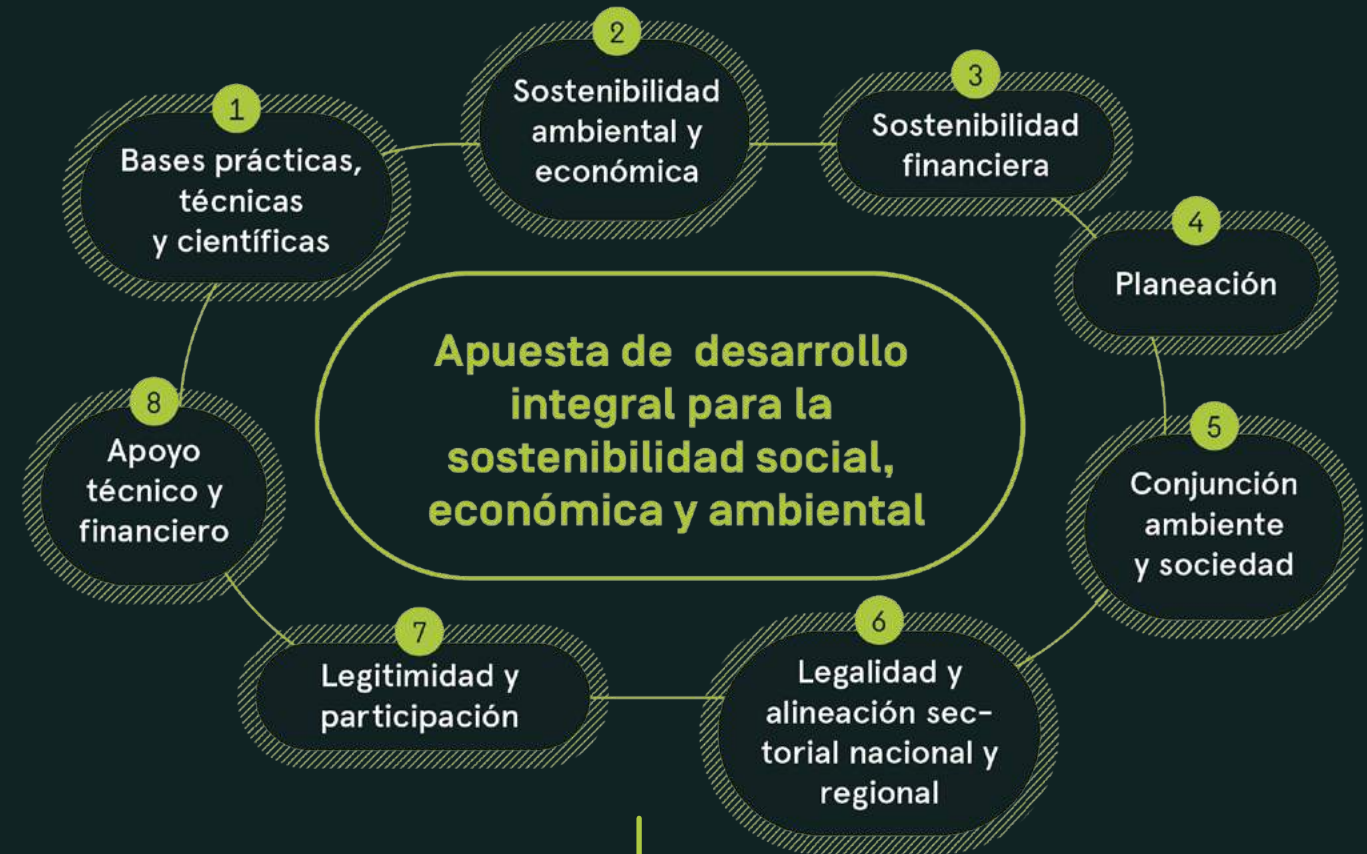 1
Bases prácticas,
técnicas
y científicas
2
Sostenibilidad
ambiental y
económica
3
Sostenibilidad
financiera
4
Planeación
5
Conjunción
ambiente
y sociedad
6
Legalidad y
alineación sec-
torial nacional y
regional
7
Legitimidad y
participación
8
Apoyo
técnico y
financiero
Apuesta de desarrollo
integral para la
sostenibilidad social,
económica y ambiental